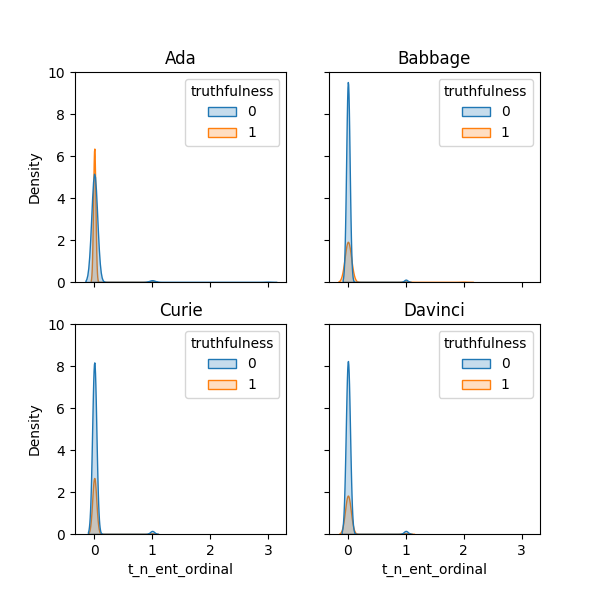 Ada
Babbage
10
8
6
4
2
0
Density
truthfulness
0
1
truthfulness
0
1
Curie
Davinci
10
8
6
4
2
0
Density
truthfulness
0
1
truthfulness
0
1
0 1 2 3
0 1 2 3
t_n_ent_ordinal
t_n_ent_ordinal